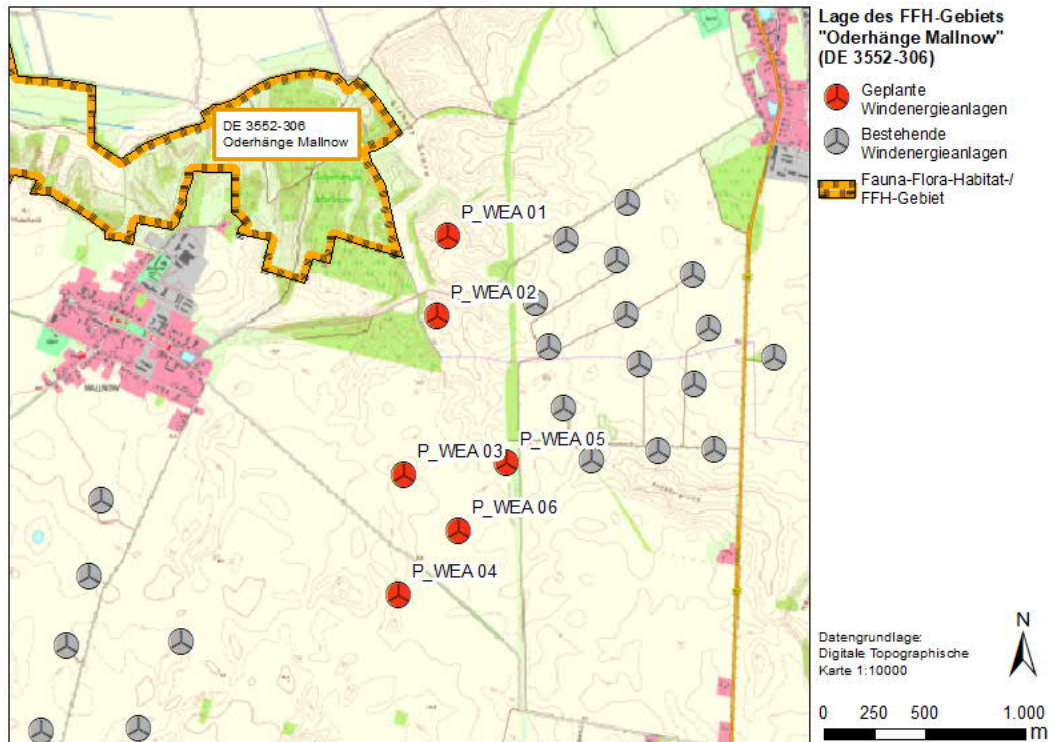 Lage des FFH-Gebiets
"Oderhänge Mallnow"
(DE 3552-306)
Geplante
Windenergieanlagen
Bestehende
Windenergieanlagen
Fauna-Flora-Habitat-/
FFH-Gebiet
DE 3552-306
Oderhänge Mallnow
P_WEA 01
P_WEA 02
P_WEA 03
P_WEA 05
P_WEA 06
P_WEA 04
MALLNOW
Datengrundlage:
Digitale Topographische
Karte 1:10000
N
0 250 500 1.000
m